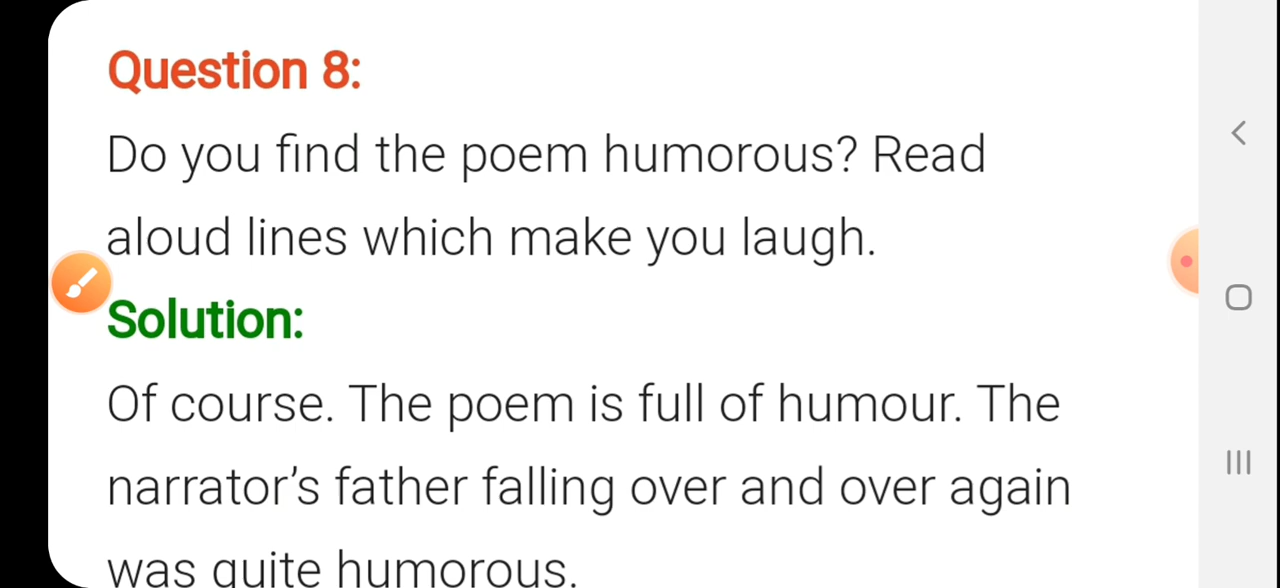 Question 8:
Do you find the poem humorous? Read
aloud lines which make you laugh.
Solution:
Of course. The poem is full of humour. The
narrator’s father falling over and over again
was quite humorous.